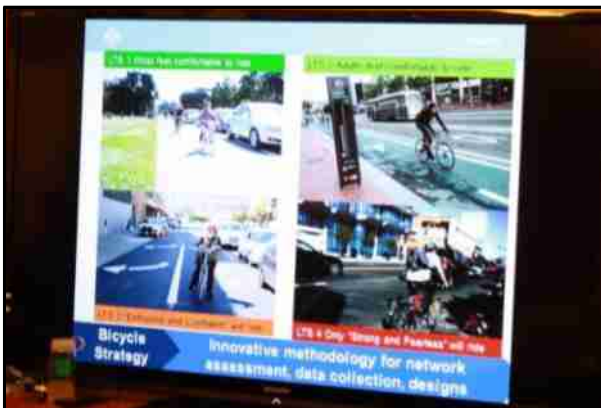 LTS 1 Most feel comfortable to ride
LTS 2 Adults feel comfortable to ride
LTS 3 "Enthused and Confident" will ride
LTS 4 Only "Strong and Fearless" will ride
Bicycle
Strategy
Innovative methodology for network
assessment, data collection, designs